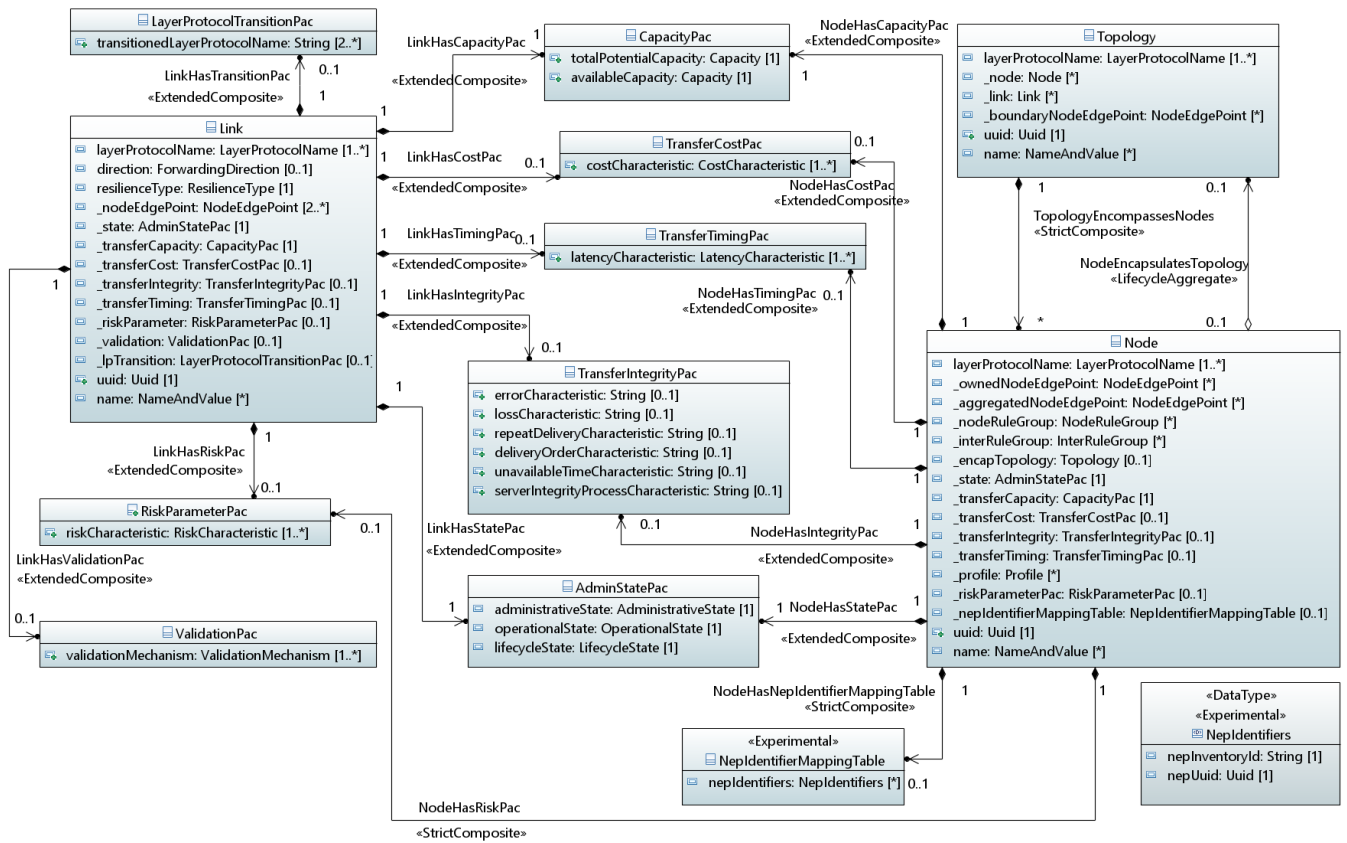 LayerProtocolTransitionPac
transitionedLayerProtocolName: String [2..*]
LinkHasTransitionPac
0..1
«ExtendedComposite»
1
LinkHasCapacityPac
1
1
«ExtendedComposite»
CapacityPac
totalPotentialCapacity: Capacity [1]
availableCapacity: Capacity [1]
NodeHasCapacityPac
«ExtendedComposite»
1
Topology
layerProtocolName: LayerProtocolName [1..*]
_node: Node [*]
_link: Link [*]
_boundaryNodeEdgePoint: NodeEdgePoint [*]
uuid: Uuid [1]
name: NameAndValue [*]
Link
layerProtocolName: LayerProtocolName [1..*]
direction: ForwardingDirection [0..1]
resilienceType: ResilienceType [1]
_nodeEdgePoint: NodeEdgePoint [2..*]
_state: AdminStatePac [1]
_transferCapacity: CapacityPac [1]
_transferCost: TransferCostPac [0..1]
_transferIntegrity: TransferIntegrityPac [0..1]
_transferTiming: TransferTimingPac [0..1]
_riskParameter: RiskParameterPac [0..1]
_validation: ValidationPac [0..1]
_lpTransition: LayerProtocolTransitionPac [0..1]
uuid: Uuid [1]
name: NameAndValue [*]
1
1
LinkHasCostPac
0..1
«ExtendedComposite»
TransferCostPac
costCharacteristic: CostCharacteristic [1..*]
0..1
NodeHasCostPac
«ExtendedComposite»
1
LinkHasTimingPac
0..1
«ExtendedComposite»
TransferTimingPac
latencyCharacteristic: LatencyCharacteristic [1..*]
NodeHasTimingPac
0..1
«ExtendedComposite»
1
LinkHasIntegrityPac
«ExtendedComposite»
0..1
1
0..1
TopologyEncompassesNodes
«StrictComposite»
NodeEncapsulatesTopology
«LifecycleAggregate»
1
*
0..1
TransferIntegrityPac
errorCharacteristic: String [0..1]
lossCharacteristic: String [0..1]
repeatDeliveryCharacteristic: String [0..1]
deliveryOrderCharacteristic: String [0..1]
unavailableTimeCharacteristic: String [0..1]
serverIntegrityProcessCharacteristic: String [0..1]
Node
layerProtocolName: LayerProtocolName [1..*]
_ownedNodeEdgePoint: NodeEdgePoint [*]
_aggregatedNodeEdgePoint: NodeEdgePoint [*]
_nodeRuleGroup: NodeRuleGroup [*]
_interRuleGroup: InterRuleGroup [*]
_encapTopology: Topology [0..1]
_state: AdminStatePac [1]
_transferCapacity: CapacityPac [1]
_transferCost: TransferCostPac [0..1]
_transferIntegrity: TransferIntegrityPac [0..1]
_transferTiming: TransferTimingPac [0..1]
_profile: Profile [*]
_riskParameterPac: RiskParameterPac [0..1]
_nepIdentifierMappingTable: NepIdentifierMappingTable [0..1]
uuid: Uuid [1]
name: NameAndValue [*]
1
1
1
1
LinkHasRiskPac
«ExtendedComposite»
0..1
RiskParameterPac
riskCharacteristic: RiskCharacteristic [1..*]
0..1
LinkHasStatePac
«ExtendedComposite»
1
0..1
NodeHasIntegrityPac
1
«ExtendedComposite»
LinkHasValidationPac
«ExtendedComposite»
0..1
ValidationPac
validationMechanism: ValidationMechanism [1..*]
AdminStatePac
administrativeState: AdministrativeState [1]
operationalState: OperationalState [1]
lifecycleState: LifecycleState [1]
1
NodeHasStatePac
1
«ExtendedComposite»
NodeHasNepIdentifierMappingTable
«StrictComposite»
1
1
«Experimental»
NepIdentifierMappingTable
nepIdentifiers: NepIdentifiers [*]
0..1
«DataType»
«Experimental»
NepIdentifiers
nepInventoryId: String [1]
nepUuid: Uuid [1]
NodeHasRiskPac
«StrictComposite»